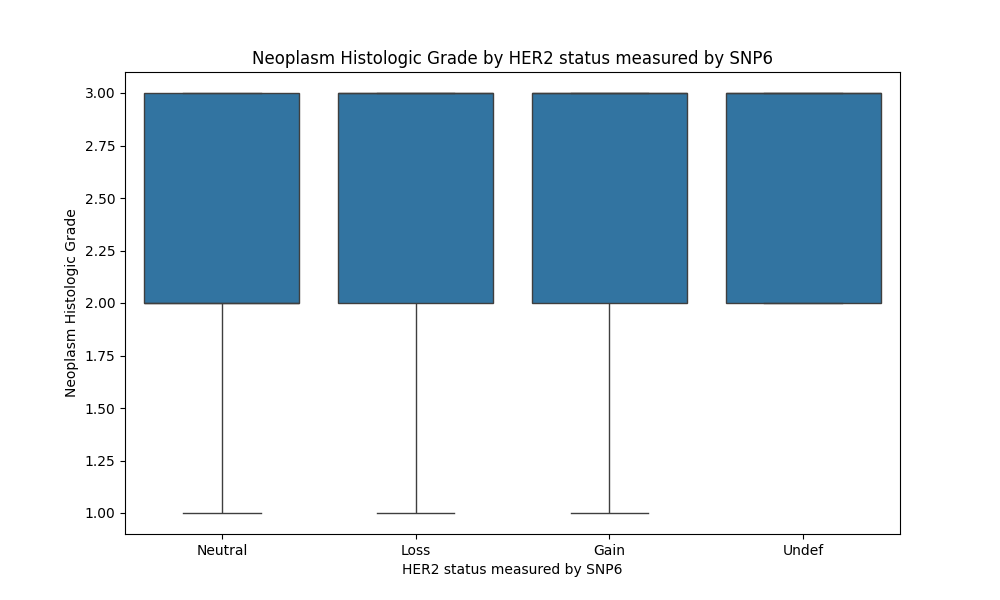 Neoplasm Histologic Grade by HER2 status measured by SNP6
Neoplasm Histologic Grade
3.00
2.75
2.50
2.25
2.00
1.75
1.50
1.25
1.00
Neutral Loss Gain Undef
HER2 status measured by SNP6